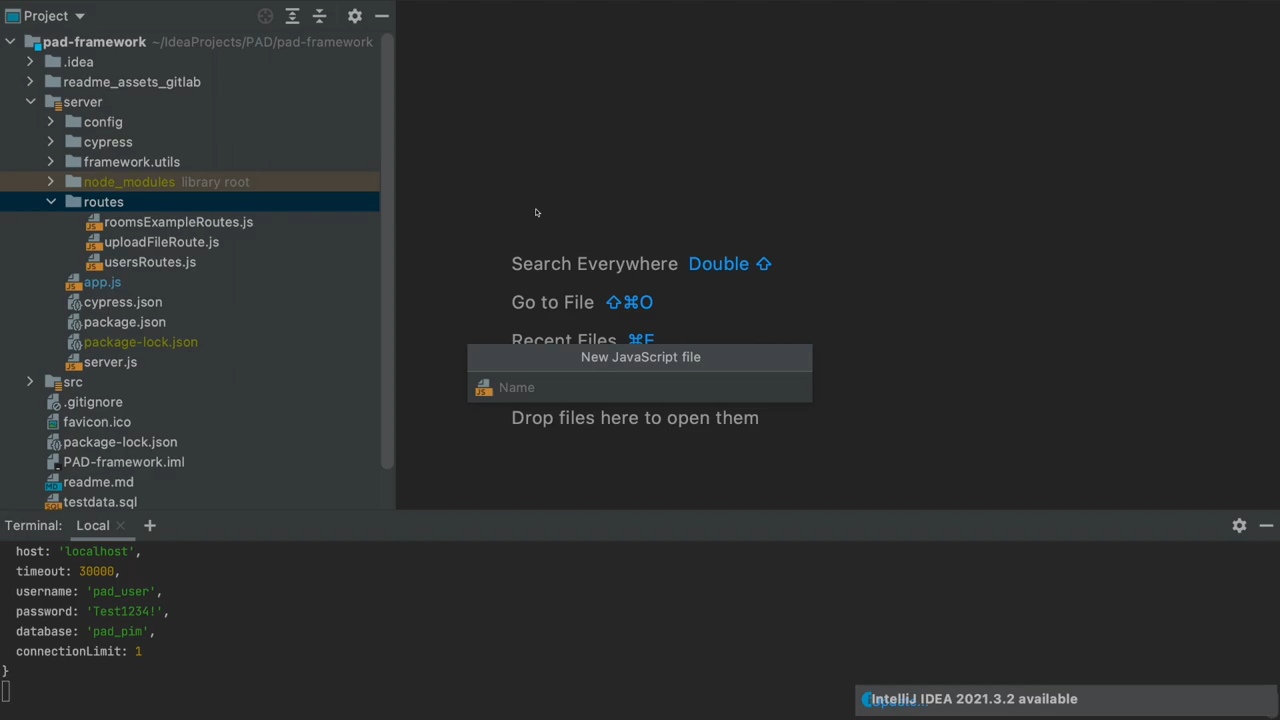 Project
pad-framework ~/IdeaProjects/PAD/pad-framework
.idea
readme_assets_gitlab
server
config
cypress
framework.utils
node_modules library root
routes
roomsExampleRoutes.js
uploadFileRoute.js
usersRoutes.js
app.js
cypress.json
package.json
package-lock.json
server.js
src
.gitignore
favicon.ico
package-lock.json
PAD-framework.iml
readme.md
testdata.sql
Search Everywhere Double ⇧
Go to File ⇧⌘O
Recent Files ⌘E
New JavaScript file
Name
Drop files here to open them
Terminal: Local
host: 'localhost',
timeout: 30000,
username: 'pad_user',
password: 'Test1234!',
database: 'pad_pim',
connectionLimit: 1
}
IntelliJ IDEA 2021.3.2 available